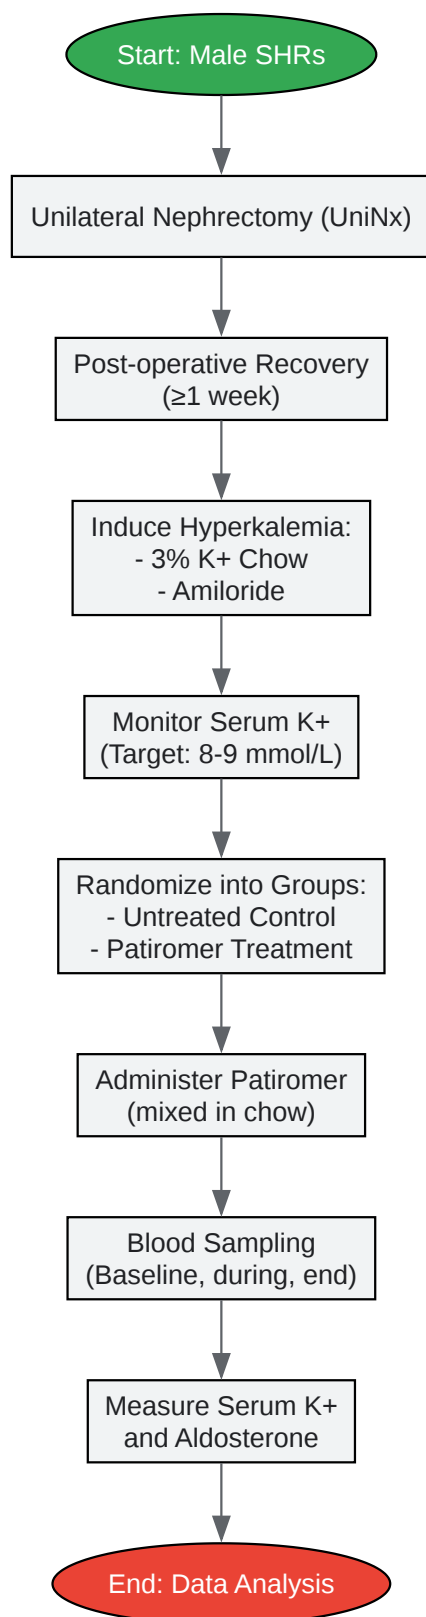 Start: Male SHRs
Unilateral Nephrectomy (UniNx)
Post-operative Recovery
(≥1 week)
Induce Hyperkalemia:
- 3% K+ Chow
- Amiloride
Monitor Serum K+
(Target: 8-9 mmol/L)
Randomize into Groups:
- Untreated Control
- Patiromer Treatment
Administer Patiromer
(mixed in chow)
Blood Sampling
(Baseline, during, end)
Measure Serum K+
and Aldosterone
End: Data Analysis